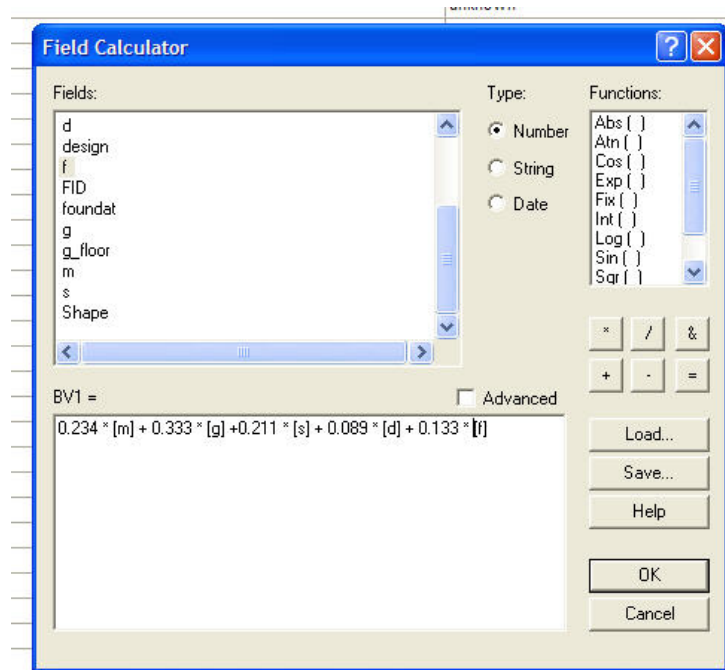 unknown
Field Calculator
Fields:
Type:
Functions:
d
design
f
FID
foundat
g
g_floor
m
s
Shape
Number
String
Date
Abs ( )
Atn ( )
Cos ( )
Exp ( )
Fix ( )
Int ( )
Log ( )
Sin ( )
Sqr ( )
* / &
+ - =
BV1 =
Advanced
0.234 * [m] + 0.333 * [g] +0.211 * [s] + 0.089 * [d] + 0.133 * [f]
Load...
Save...
Help
OK
Cancel